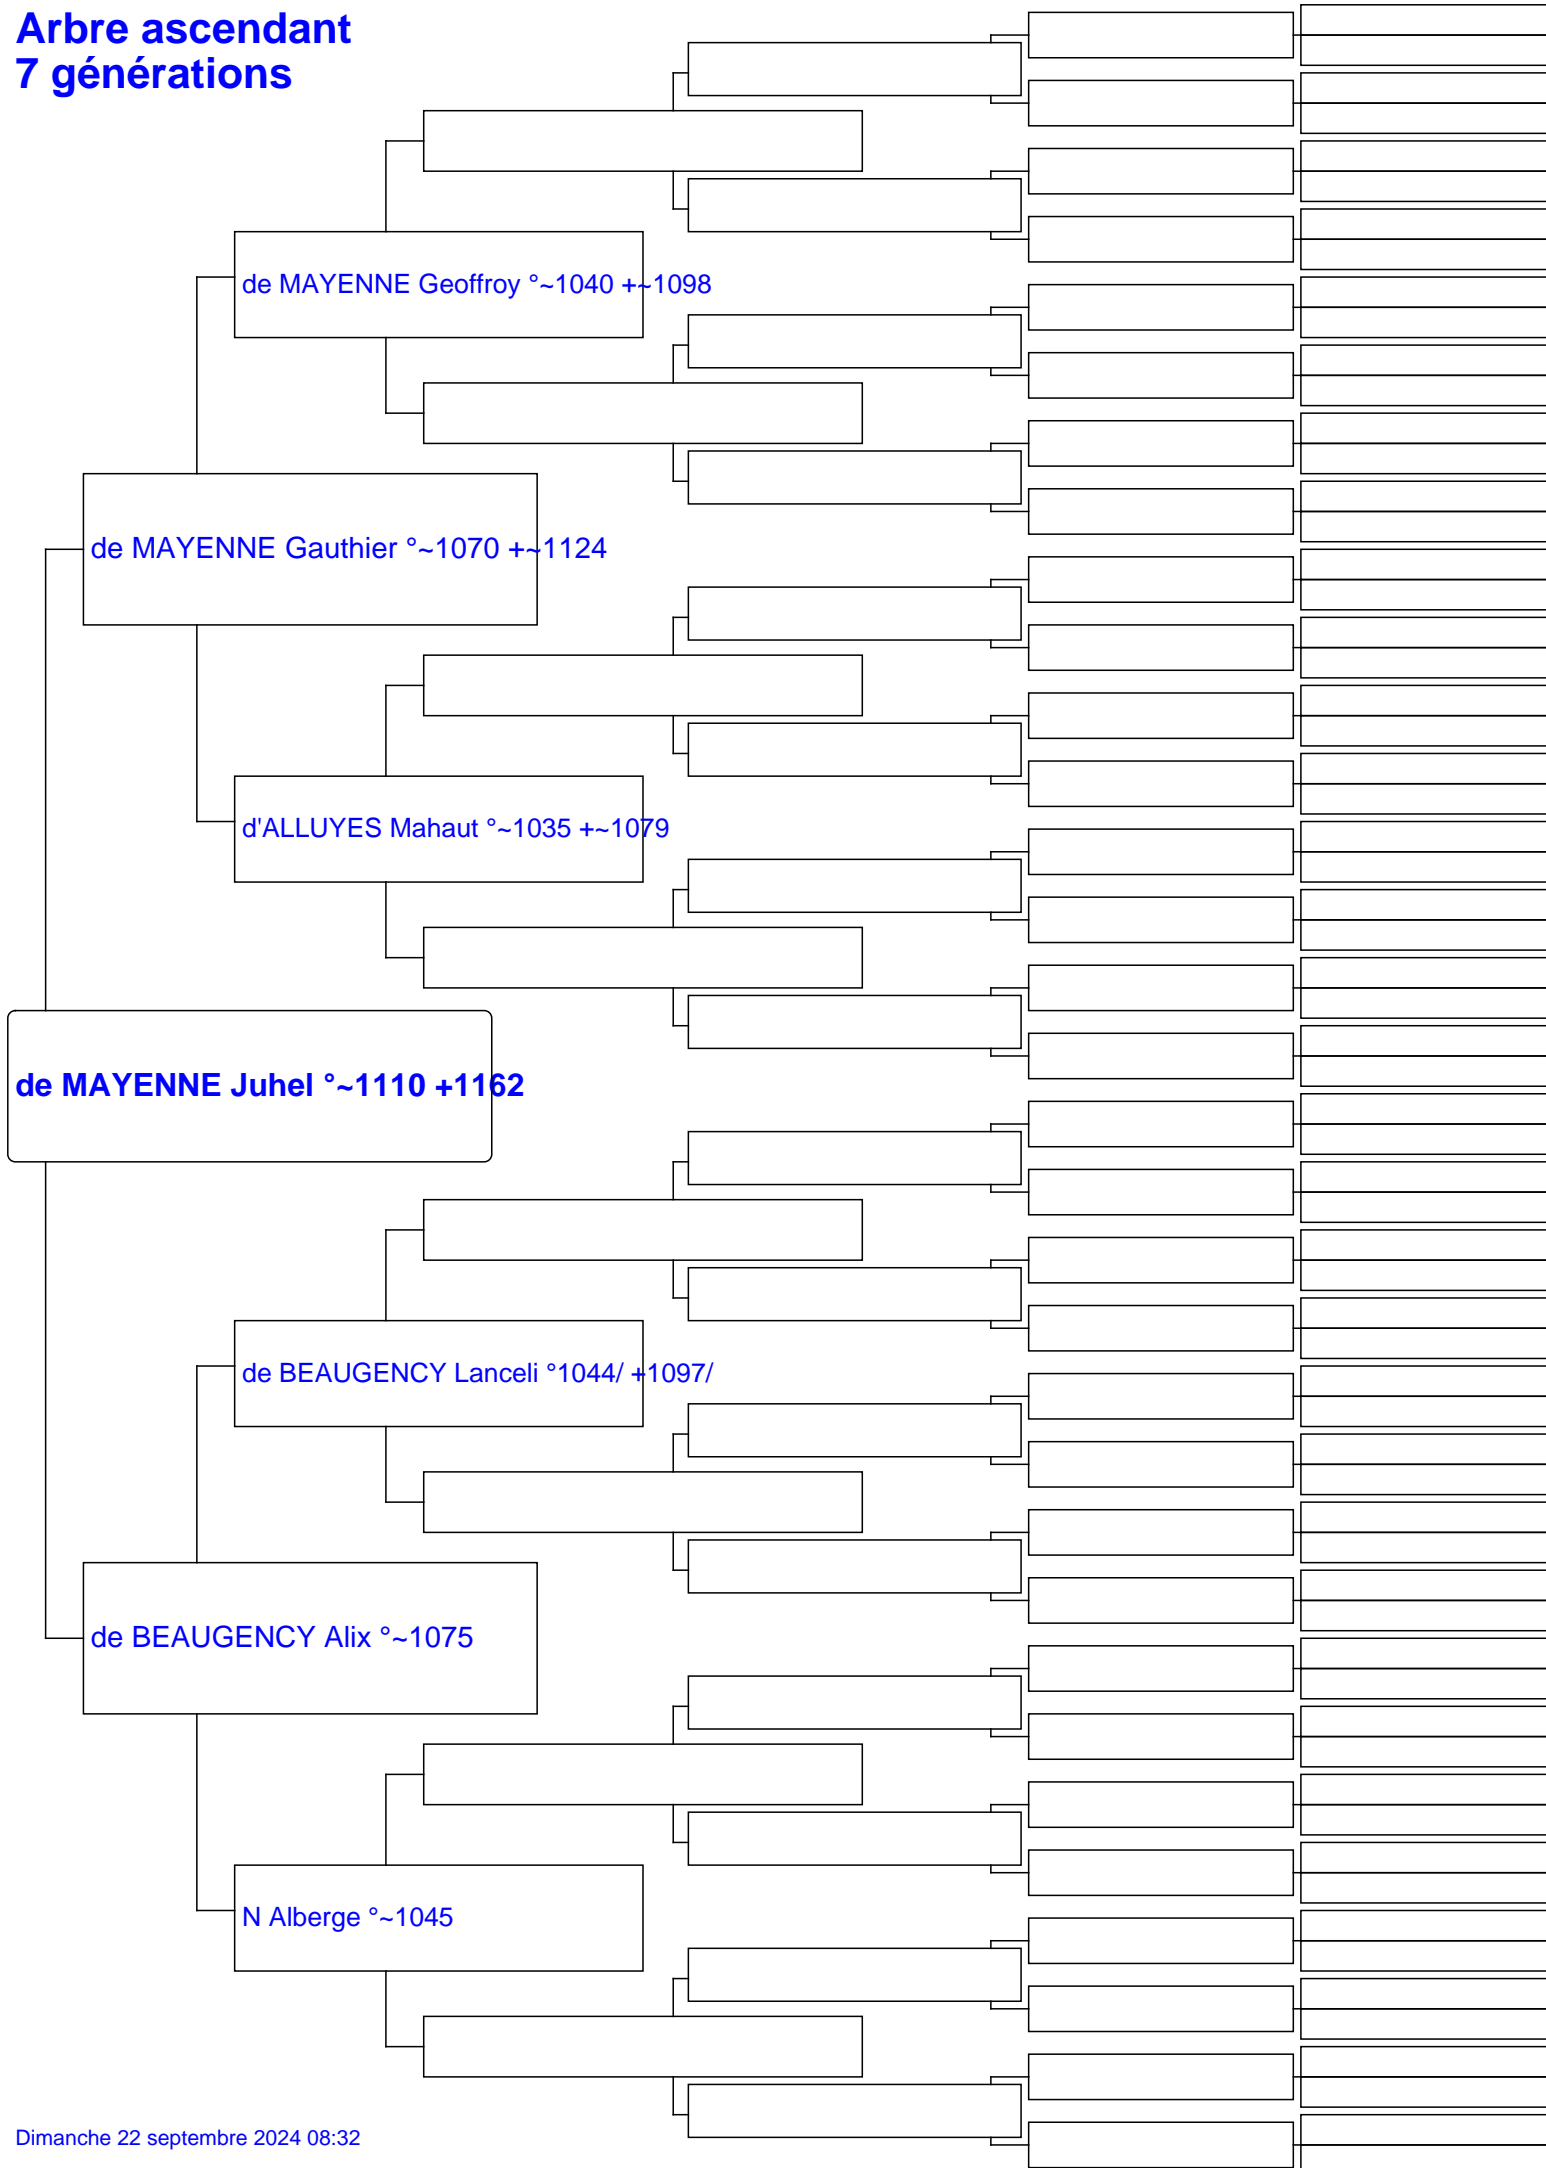 Arbre ascendant
7 générations
de MAYENNE Geoffroy °~1040 +~1098
de MAYENNE Gauthier °~1070 +~1124
d'ALLUYES Mahaut °~1035 +~1079
de MAYENNE Juhel °~1110 +1162
de BEAUGENCY Lanceli °1044/ +1097/
de BEAUGENCY Alix °~1075
N Alberge °~1045
Dimanche 22 septembre 2024 08:32